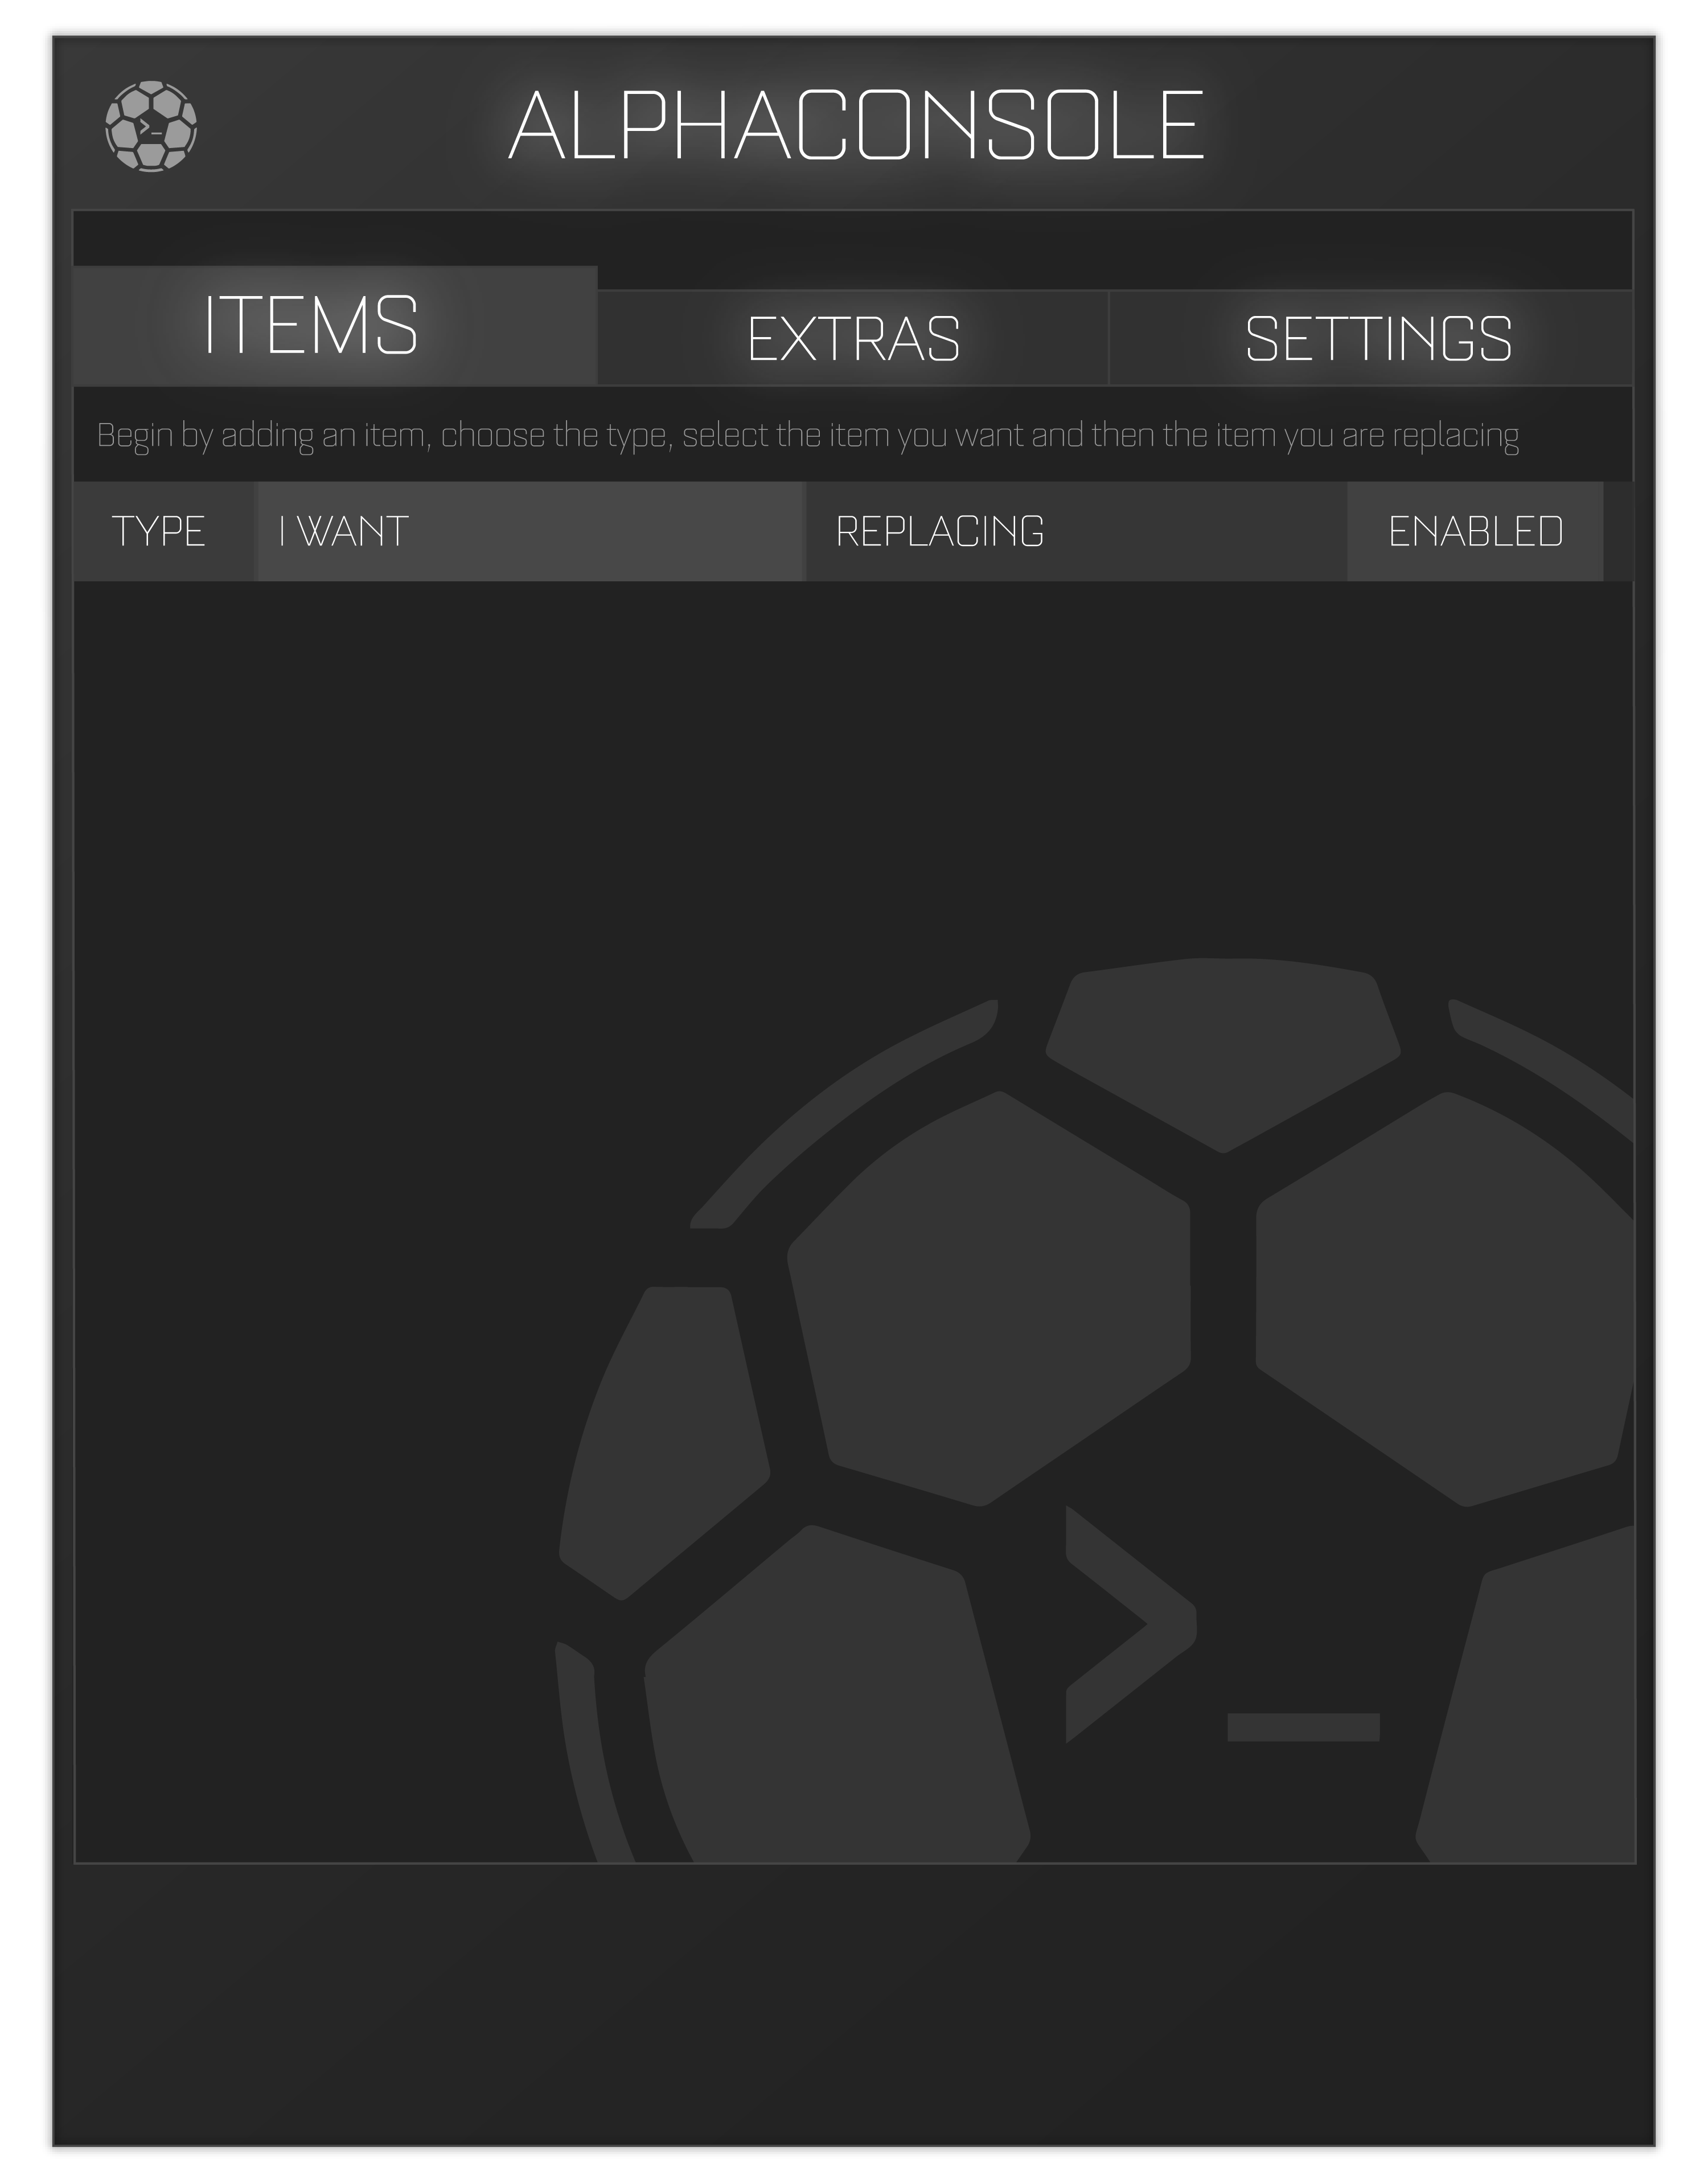 ALPHACONSOLE
ITEMS EXTRAS SETTINGS
Begin by adding an item, choose the type, select the item you want and then the item you are replacing
TYPE I WANT REPLACING ENABLED
>_